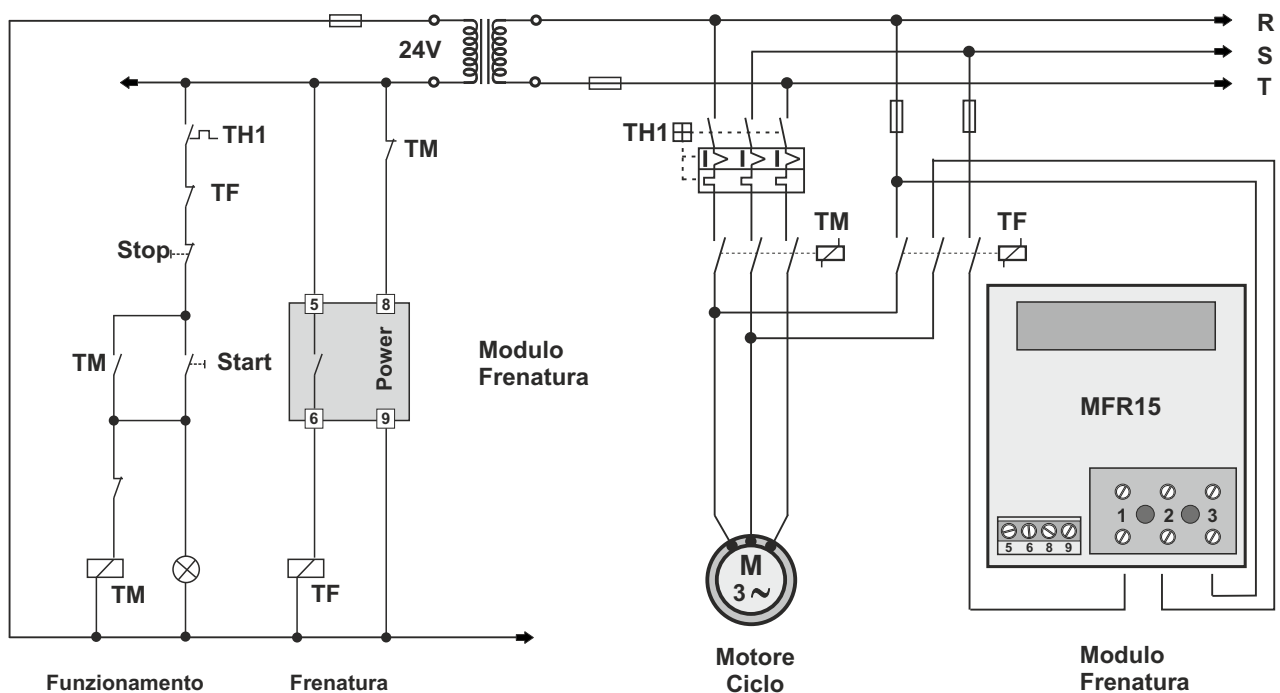 R
24V
S
T
TH1
TM
TH1
TF
TM
TF
Stop
5
8
TM
Start
Power
Modulo
Frenatura
MFR15
6
9
1
2
3
5 6 8 9
M
3 ~
TM
TF
Funzionamento
Frenatura
Motore
Ciclo
Modulo
Frenatura